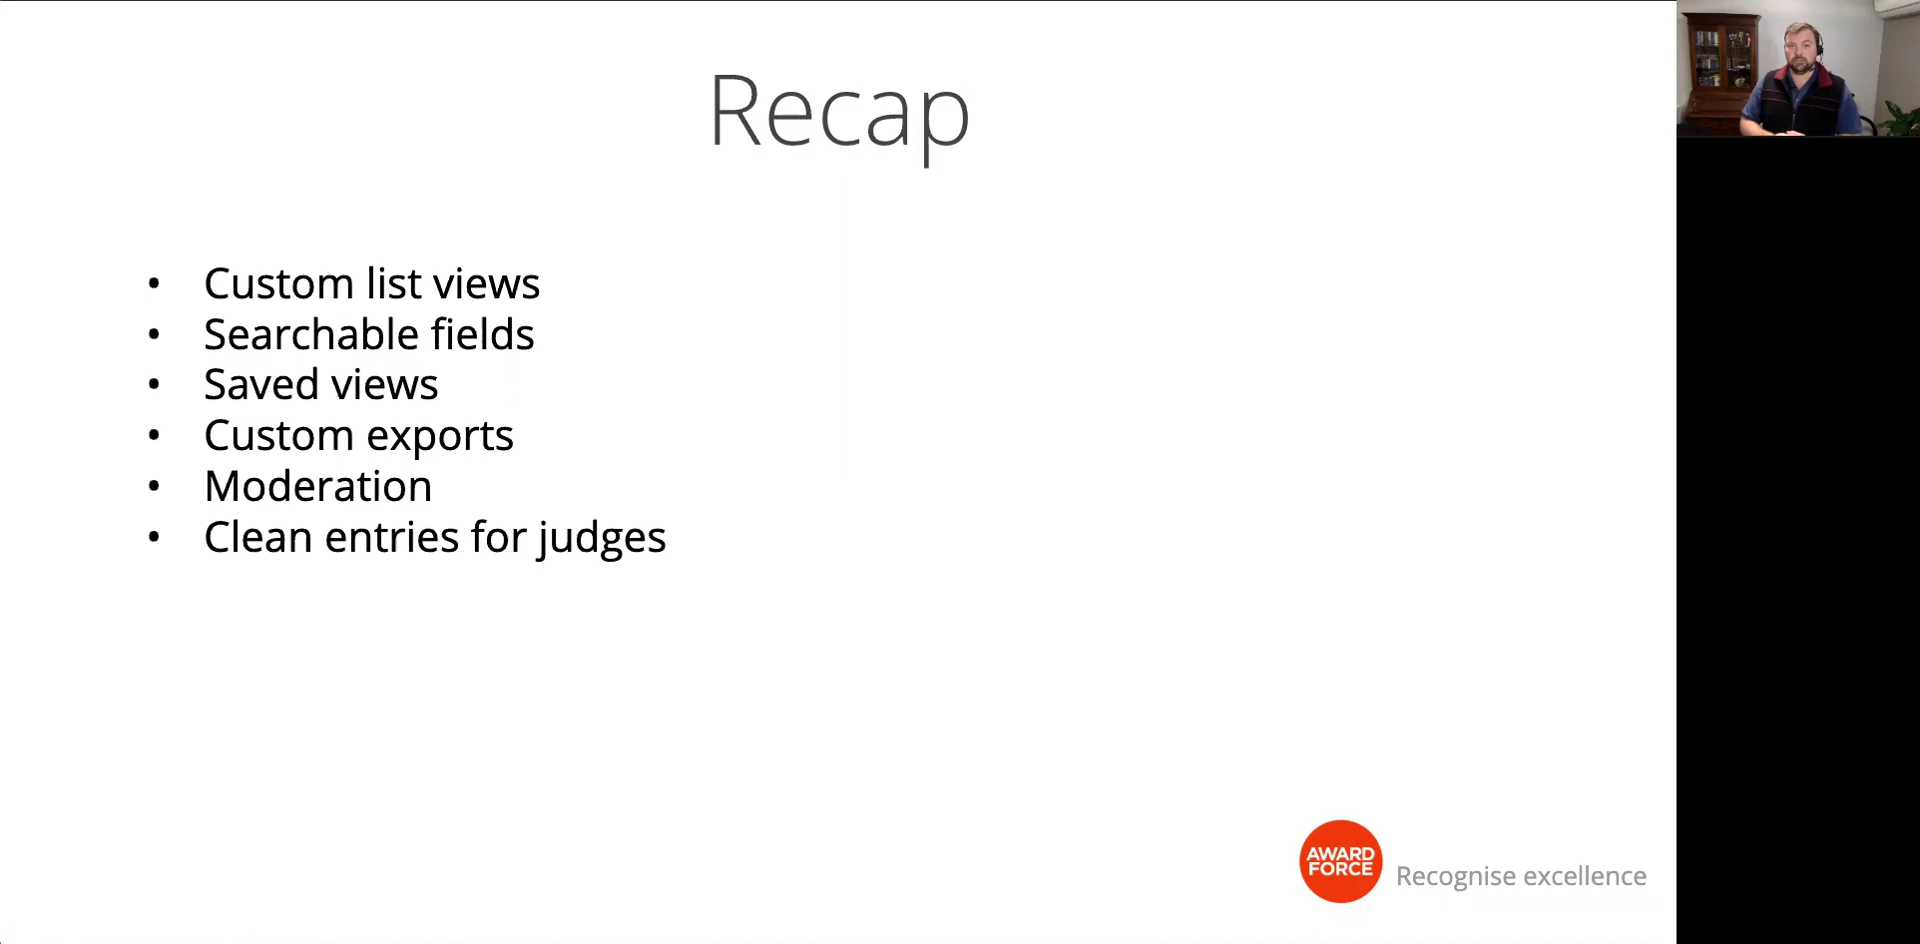 Recap
• Custom list views
• Searchable fields
• Saved views
• Custom exports
• Moderation
• Clean entries for judges
AWARD
FORCE
Recognise excellence